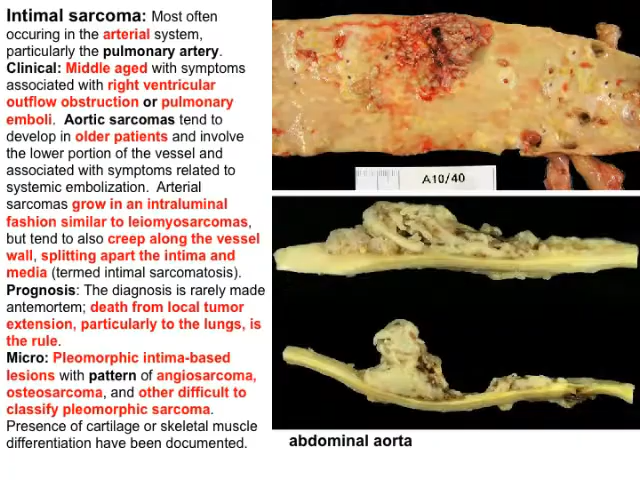 Intimal sarcoma: Most often
occuring in the arterial system,
particularly the pulmonary artery.
Clinical: Middle aged with symptoms
associated with right ventricular
outflow obstruction or pulmonary
emboli. Aortic sarcomas tend to
develop in older patients and involve
the lower portion of the vessel and
associated with symptoms related to
systemic embolization. Arterial
sarcomas grow in an intraluminal
fashion similar to leiomyosarcomas,
but tend to also creep along the vessel
wall, splitting apart the intima and
media (termed intimal sarcomatosis).
Prognosis: The diagnosis is rarely made
antemortem; death from local tumor
extension, particularly to the lungs, is
the rule.
Micro: Pleomorphic intima-based
lesions with pattern of angiosarcoma,
osteosarcoma, and other difficult to
classify pleomorphic sarcoma.
Presence of cartilage or skeletal muscle
differentiation have been documented.
A10/40
abdominal aorta